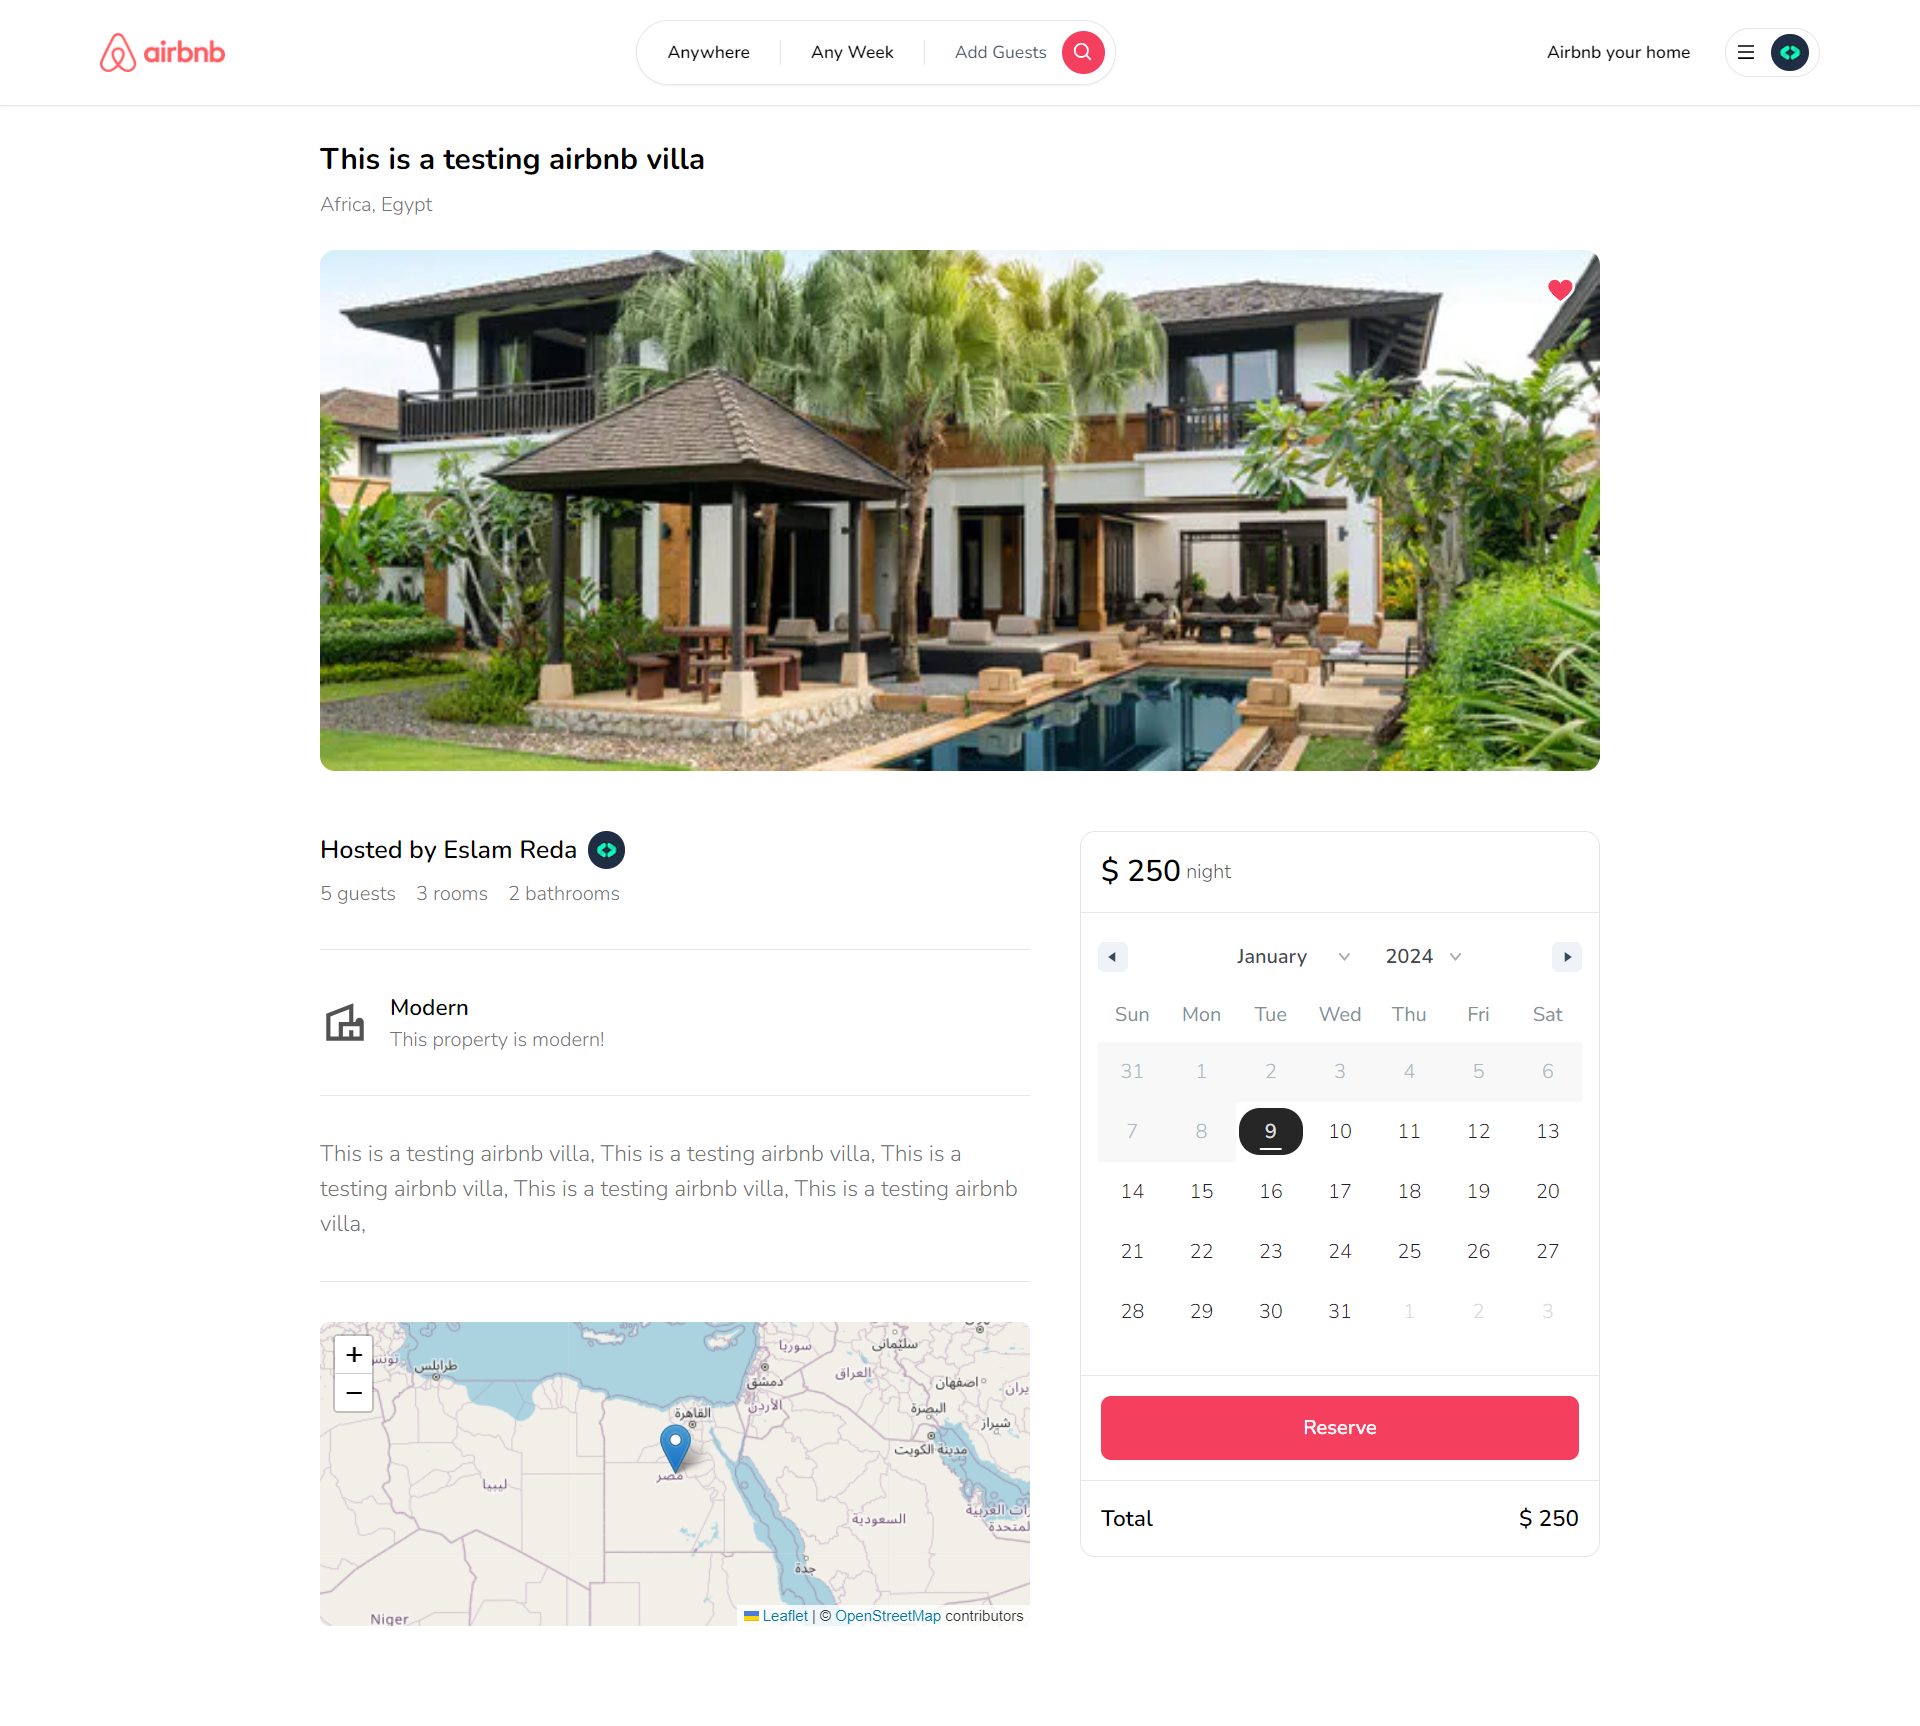 airbnb
Anywhere
Any Week
Add Guests
Airbnb your home
This is a testing airbnb villa
Africa, Egypt
Hosted by Eslam Reda
5 guests 3 rooms 2 bathrooms
Modern
This property is modern!
This is a testing airbnb villa, This is a testing airbnb villa, This is a
testing airbnb villa, This is a testing airbnb villa, This is a testing airbnb
villa,
+
−
تونس
طرابلس
سوريا
دمشق
الأردن
سليمانی
العراق
اصفهان
البصرة
شیراز
مدينة الكويت
القاهرة
مصر
ليبيا
السعودية
جدة
Niger
Leaflet | © OpenStreetMap contributors
$ 250 night
January 2024
Sun Mon Tue Wed Thu Fri Sat
31 1 2 3 4 5 6
7 8 9 10 11 12 13
14 15 16 17 18 19 20
21 22 23 24 25 26 27
28 29 30 31 1 2 3
Reserve
Total $ 250